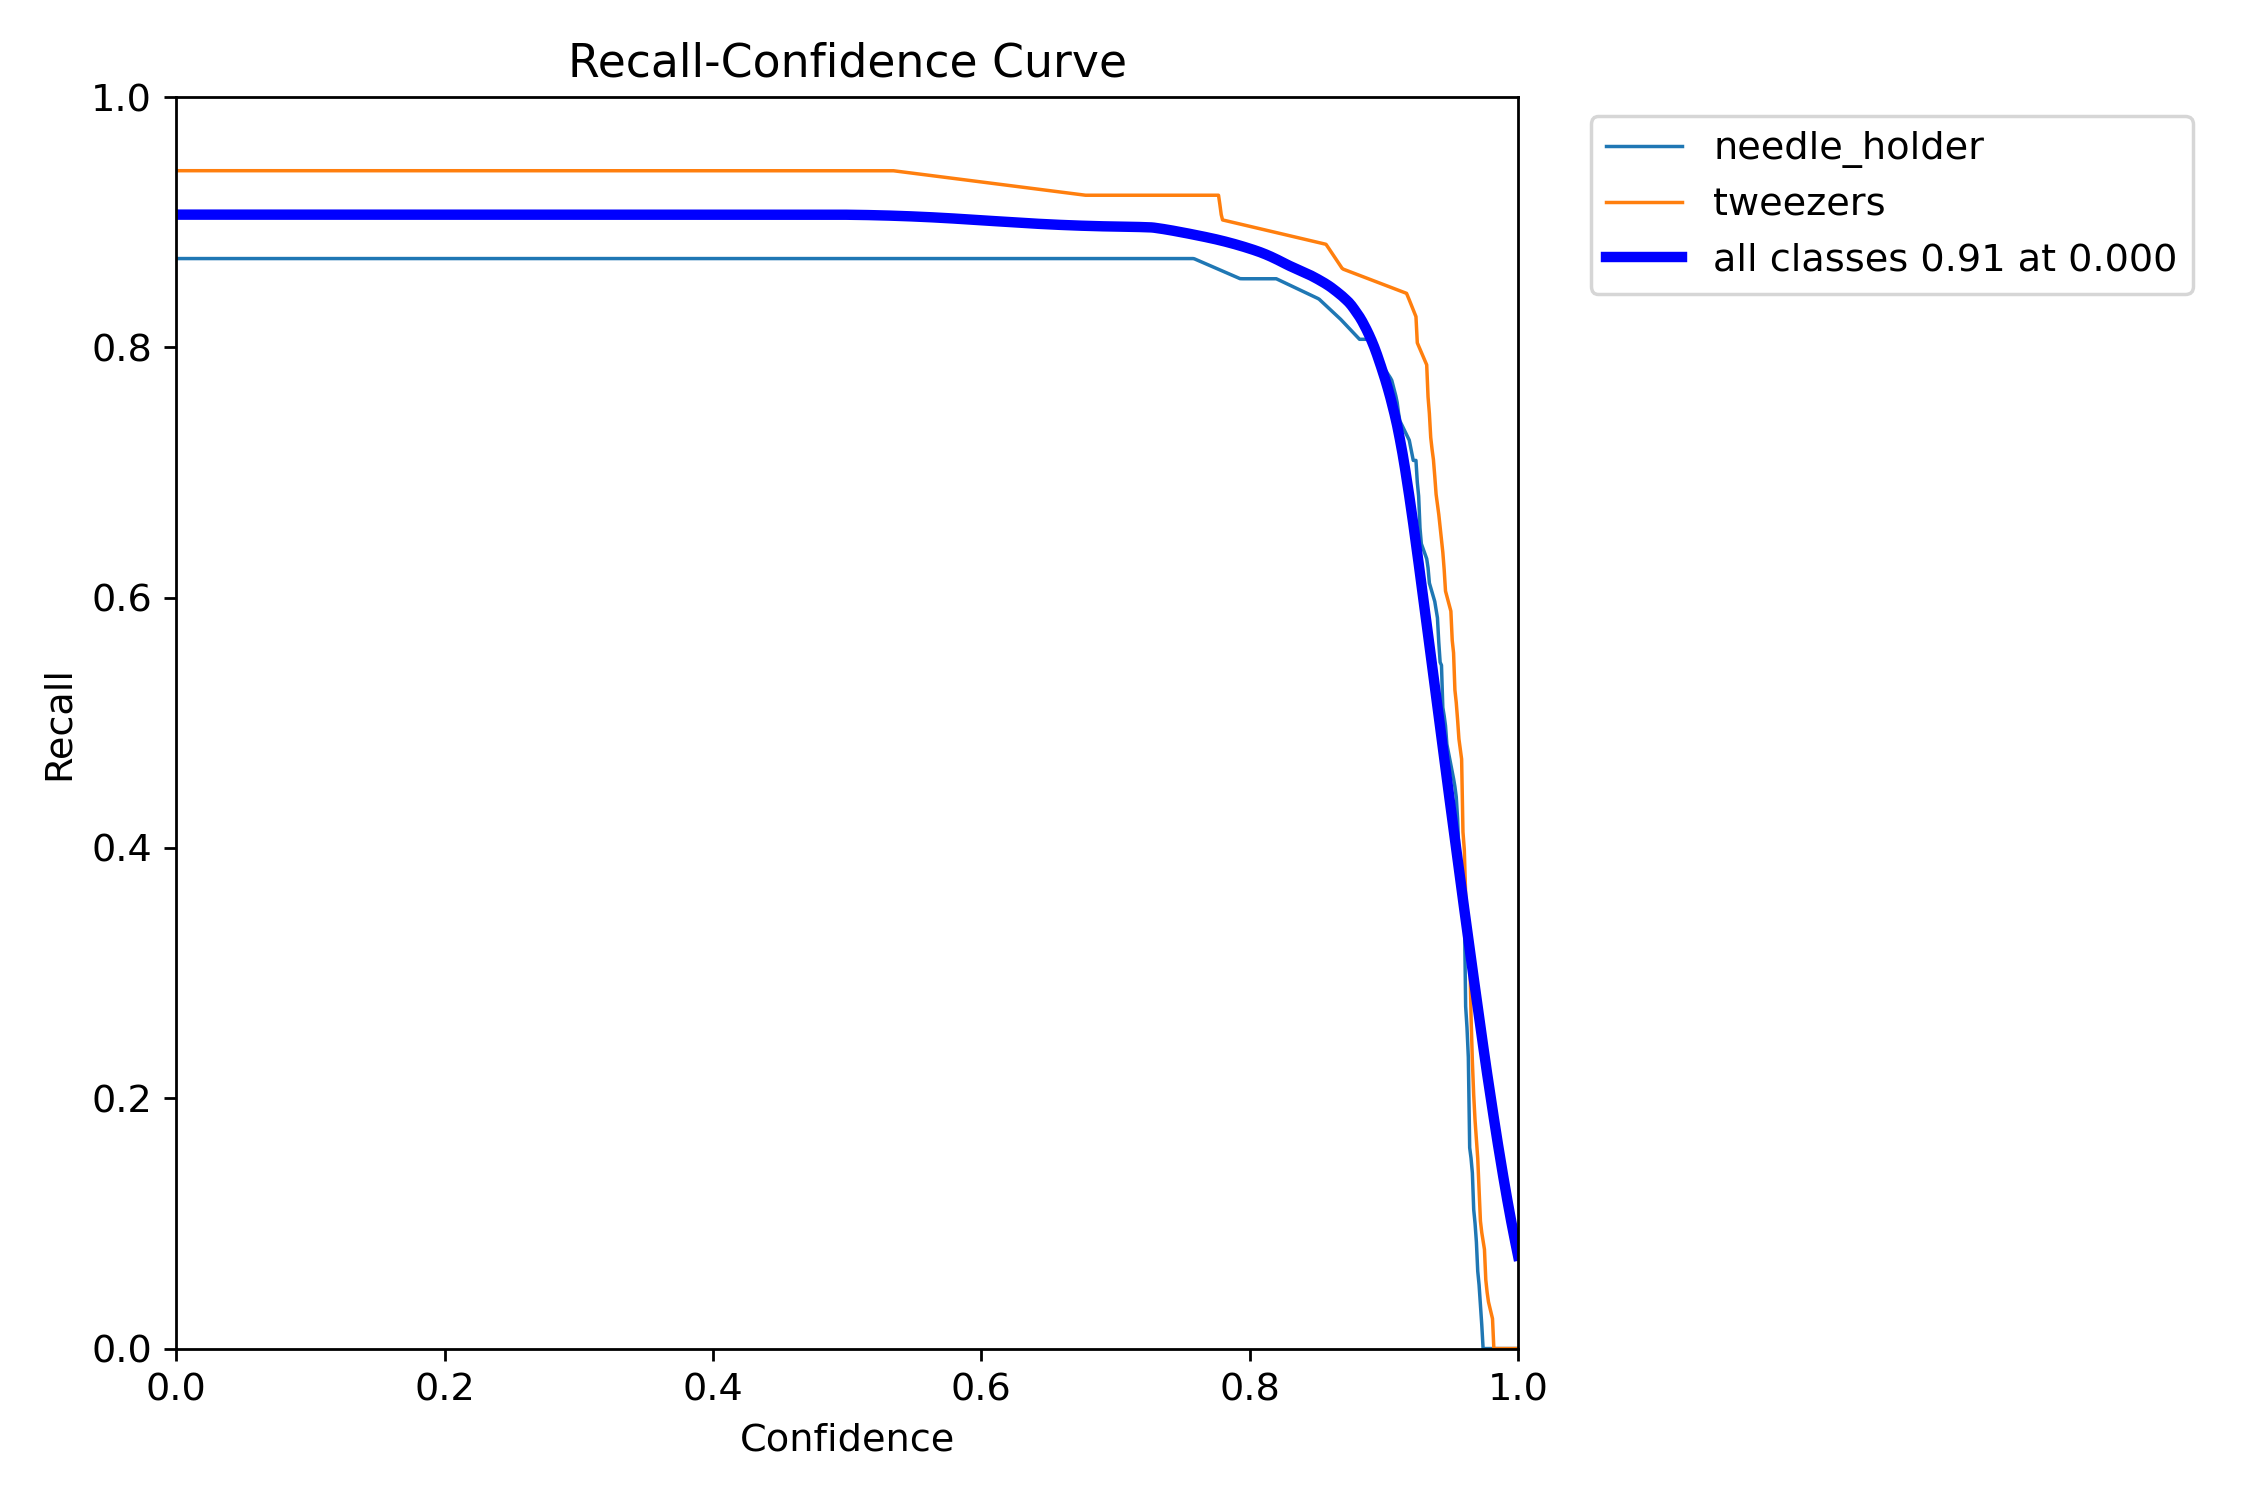 Recall-Confidence Curve
1.0
0.8
0.6
0.4
0.2
0.0
Recall
0.0 0.2 0.4 0.6 0.8 1.0
Confidence
needle_holder
tweezers
all classes 0.91 at 0.000